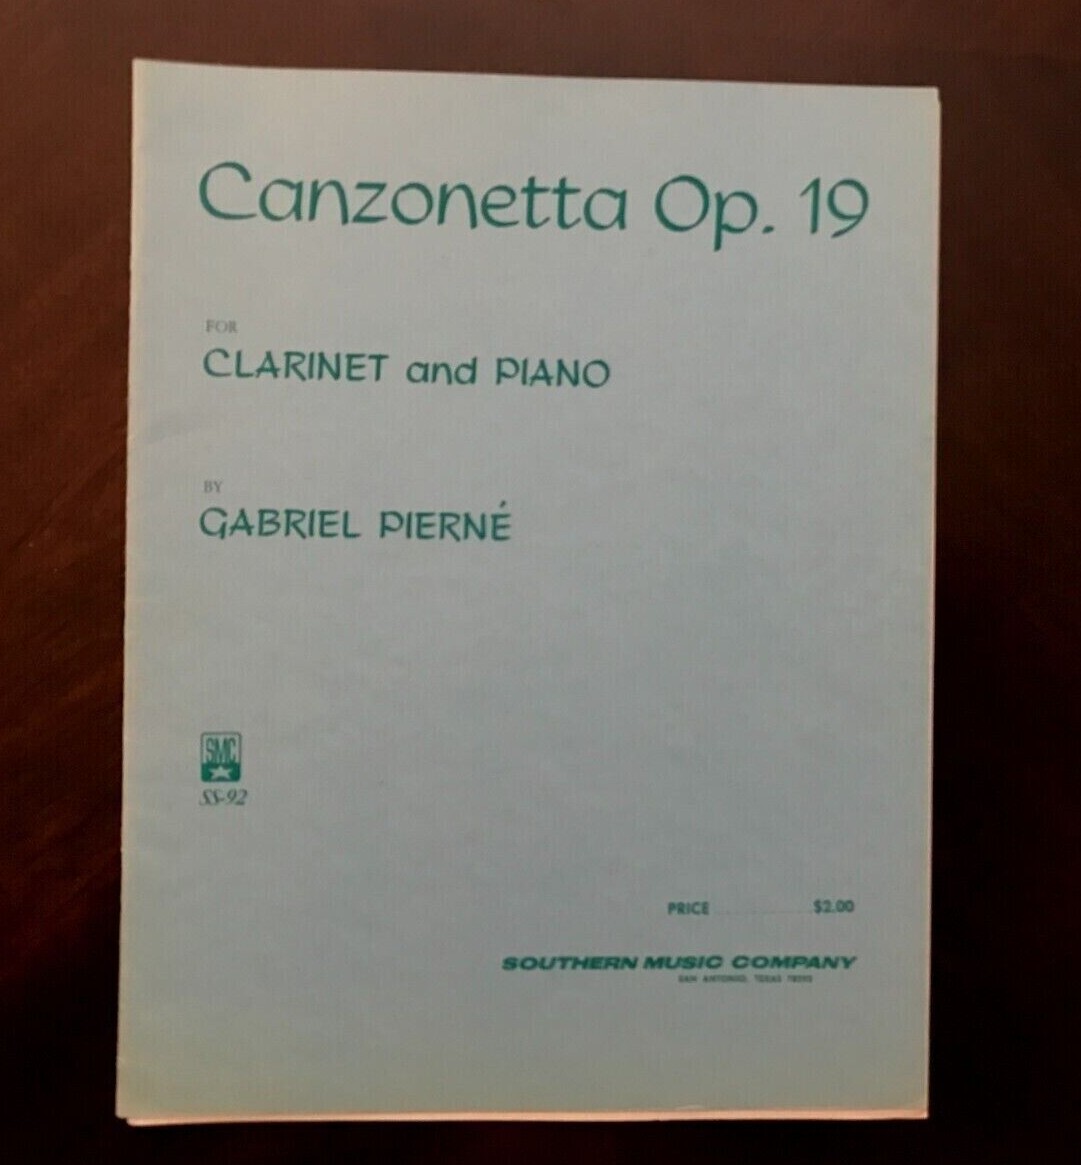 Canzonetta Op. 19
FOR
CLARINET and PIANO
BY
GABRIEL PIERNÉ
SMC
SS-92
PRICE $2.00
SOUTHERN MUSIC COMPANY
SAN ANTONIO, TEXAS